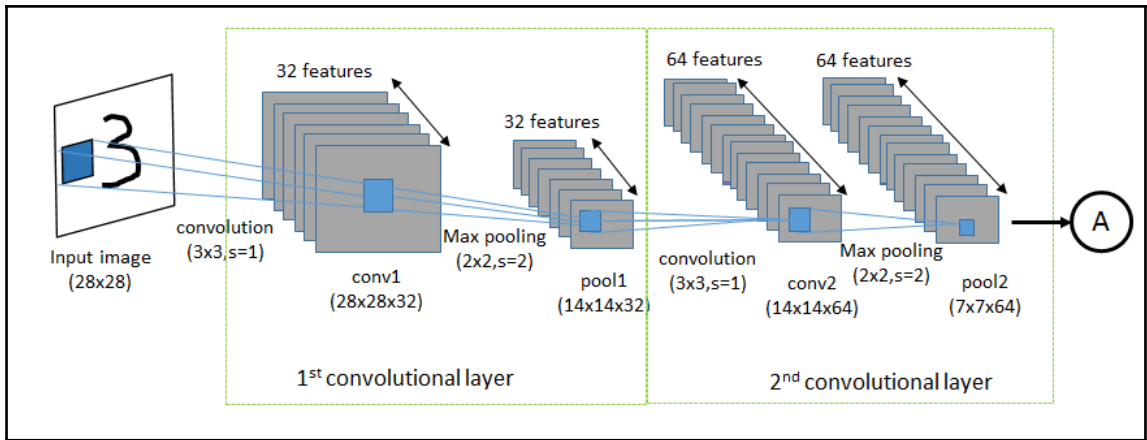 3
Input image
(28x28)
convolution
(3x3,s=1)
32 features
conv1
(28x28x32)
Max pooling
(2x2,s=2)
32 features
pool1
(14x14x32)
1st convolutional layer
64 features
convolution
(3x3,s=1)
conv2
(14x14x64)
Max pooling
(2x2,s=2)
64 features
pool2
(7x7x64)
2nd convolutional layer
A